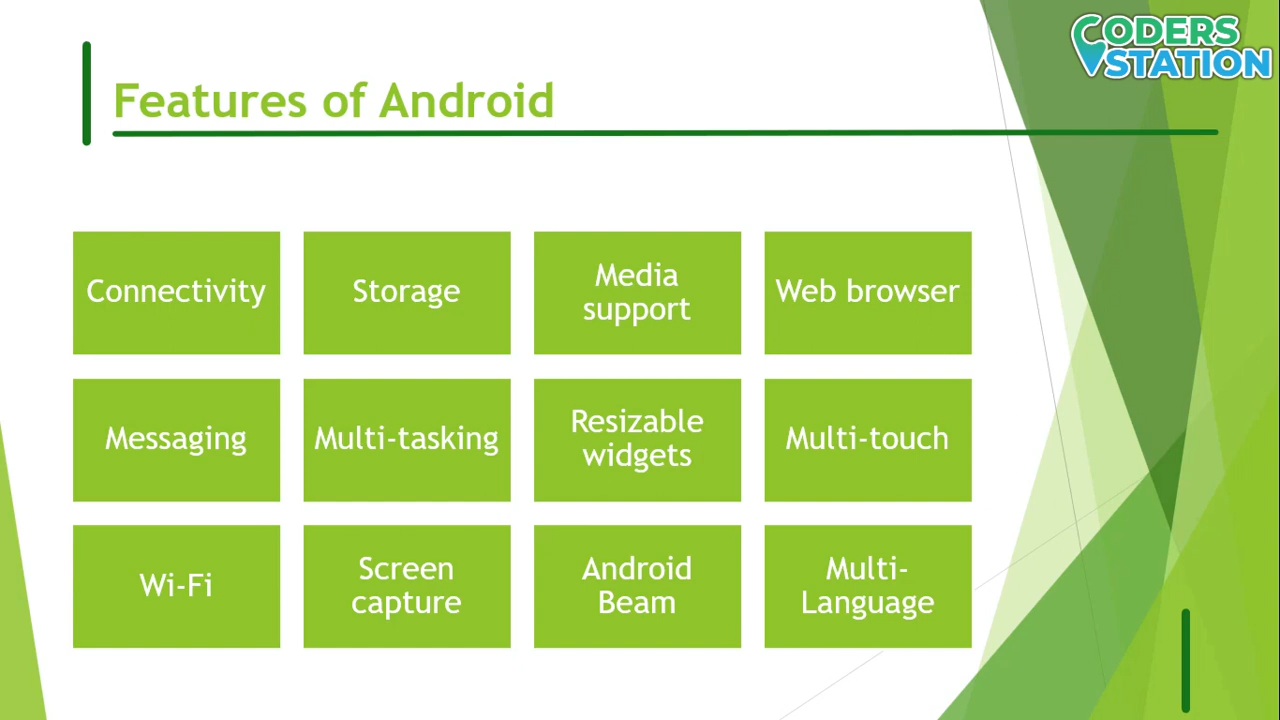 CODERS
STATION
Features of Android
Connectivity
Storage
Media
support
Web browser
Messaging
Multi-tasking
Resizable
widgets
Multi-touch
Wi-Fi
Screen
capture
Android
Beam
Multi-
Language